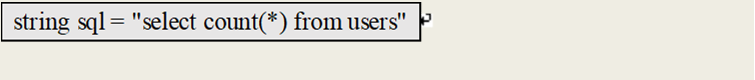 string sql = "select count(*) from users"